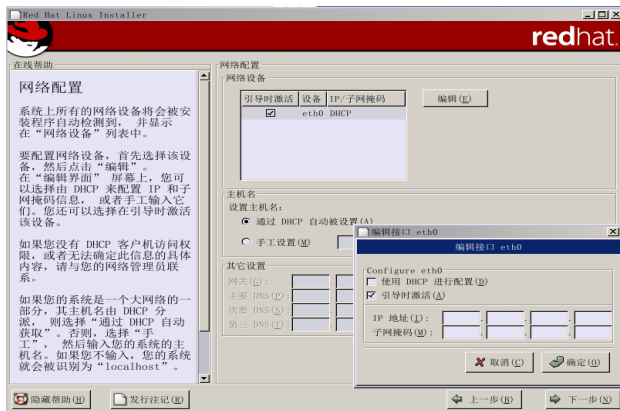 Red Hat Linux Installer
redhat.
在线帮助
网络配置
系统上所有的网络设备将会被安
装程序自动检测到， 并显示
在“网络设备”列表中。
要配置网络设备，首先选择该设
备，然后点击“编辑”。
在“编辑界面” 屏幕上，您可
以选择由 DHCP 来配置 IP 和子
网掩码信息， 或者手工输入它
们。您还可以选择在引导时激活
该设备。
如果您没有 DHCP 客户机访问权
限，或者无法确定此信息的具体
内容，请与您的网络管理员联
系。
如果您的系统是一个大网络的一
部分，其主机名由 DHCP 分
派， 则选择“通过 DHCP 自动
获取”。否则，选择“手
工”， 然后输入您的系统的主
机名。如果您不输入，您的系统
就会被识别为“localhost”。
网络配置
网络设备
引导时激活 设备 IP/子网掩码
eth0 DHCP
编辑(E)
主机名
设置主机名：
通过 DHCP 自动被设置(A)
手工设置(M)
其它设置
网关(G)：
主要 DNS(P)：
次要 DNS(S)：
第三 DNS(T)：
编辑接口 eth0
编辑接口 eth0
Configure eth0
使用 DHCP 进行配置(D)
引导时激活(A)
IP 地址(I)：
子网掩码(M)：
取消(C)
确定(O)
隐藏帮助(H)
发行注记(R)
上一步(B)
下一步(N)